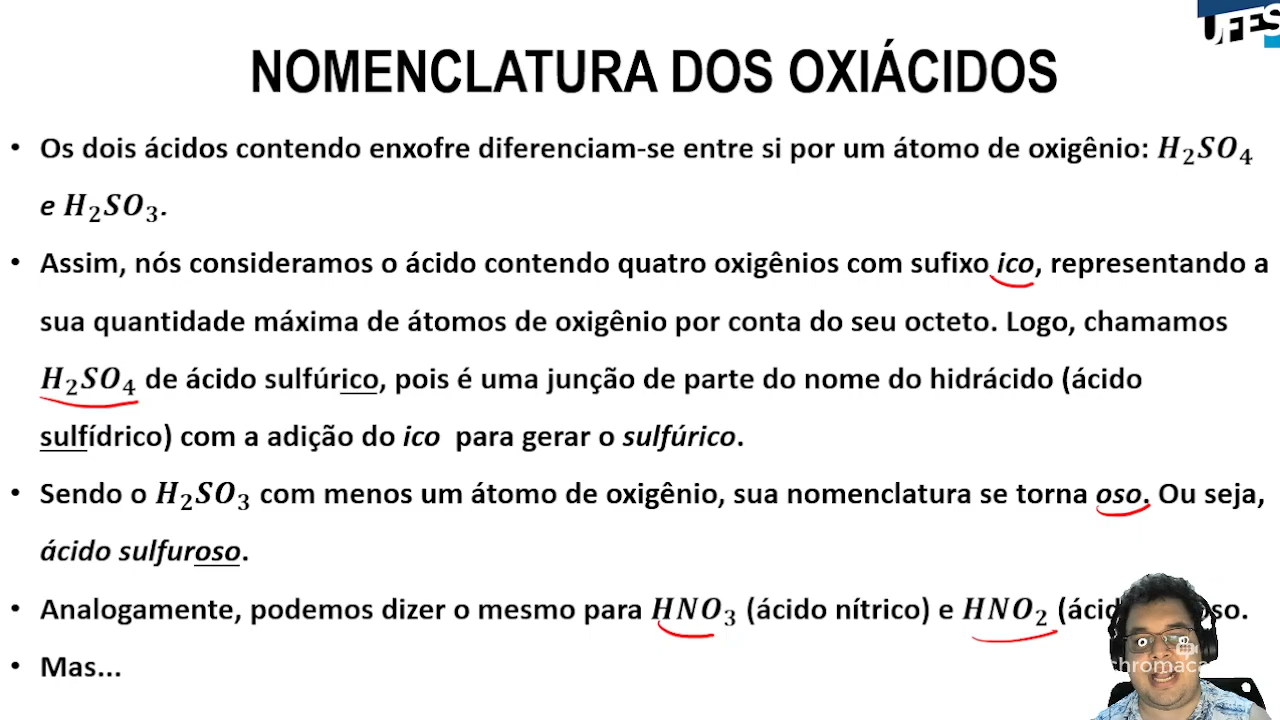 UFES
NOMENCLATURA DOS OXIÁCIDOS
• Os dois ácidos contendo enxofre diferenciam-se entre si por um átomo de oxigênio: H₂SO₄
e H₂SO₃.
• Assim, nós consideramos o ácido contendo quatro oxigênios com sufixo ico, representando a
sua quantidade máxima de átomos de oxigênio por conta do seu octeto. Logo, chamamos
H₂SO₄ de ácido sulfúrico, pois é uma junção de parte do nome do hidrácido (ácido
sulfídrico) com a adição do ico para gerar o sulfúrico.
• Sendo o H₂SO₃ com menos um átomo de oxigênio, sua nomenclatura se torna oso. Ou seja,
ácido sulfuroso.
• Analogamente, podemos dizer o mesmo para HNO₃ (ácido nítrico) e HNO₂
• Mas...